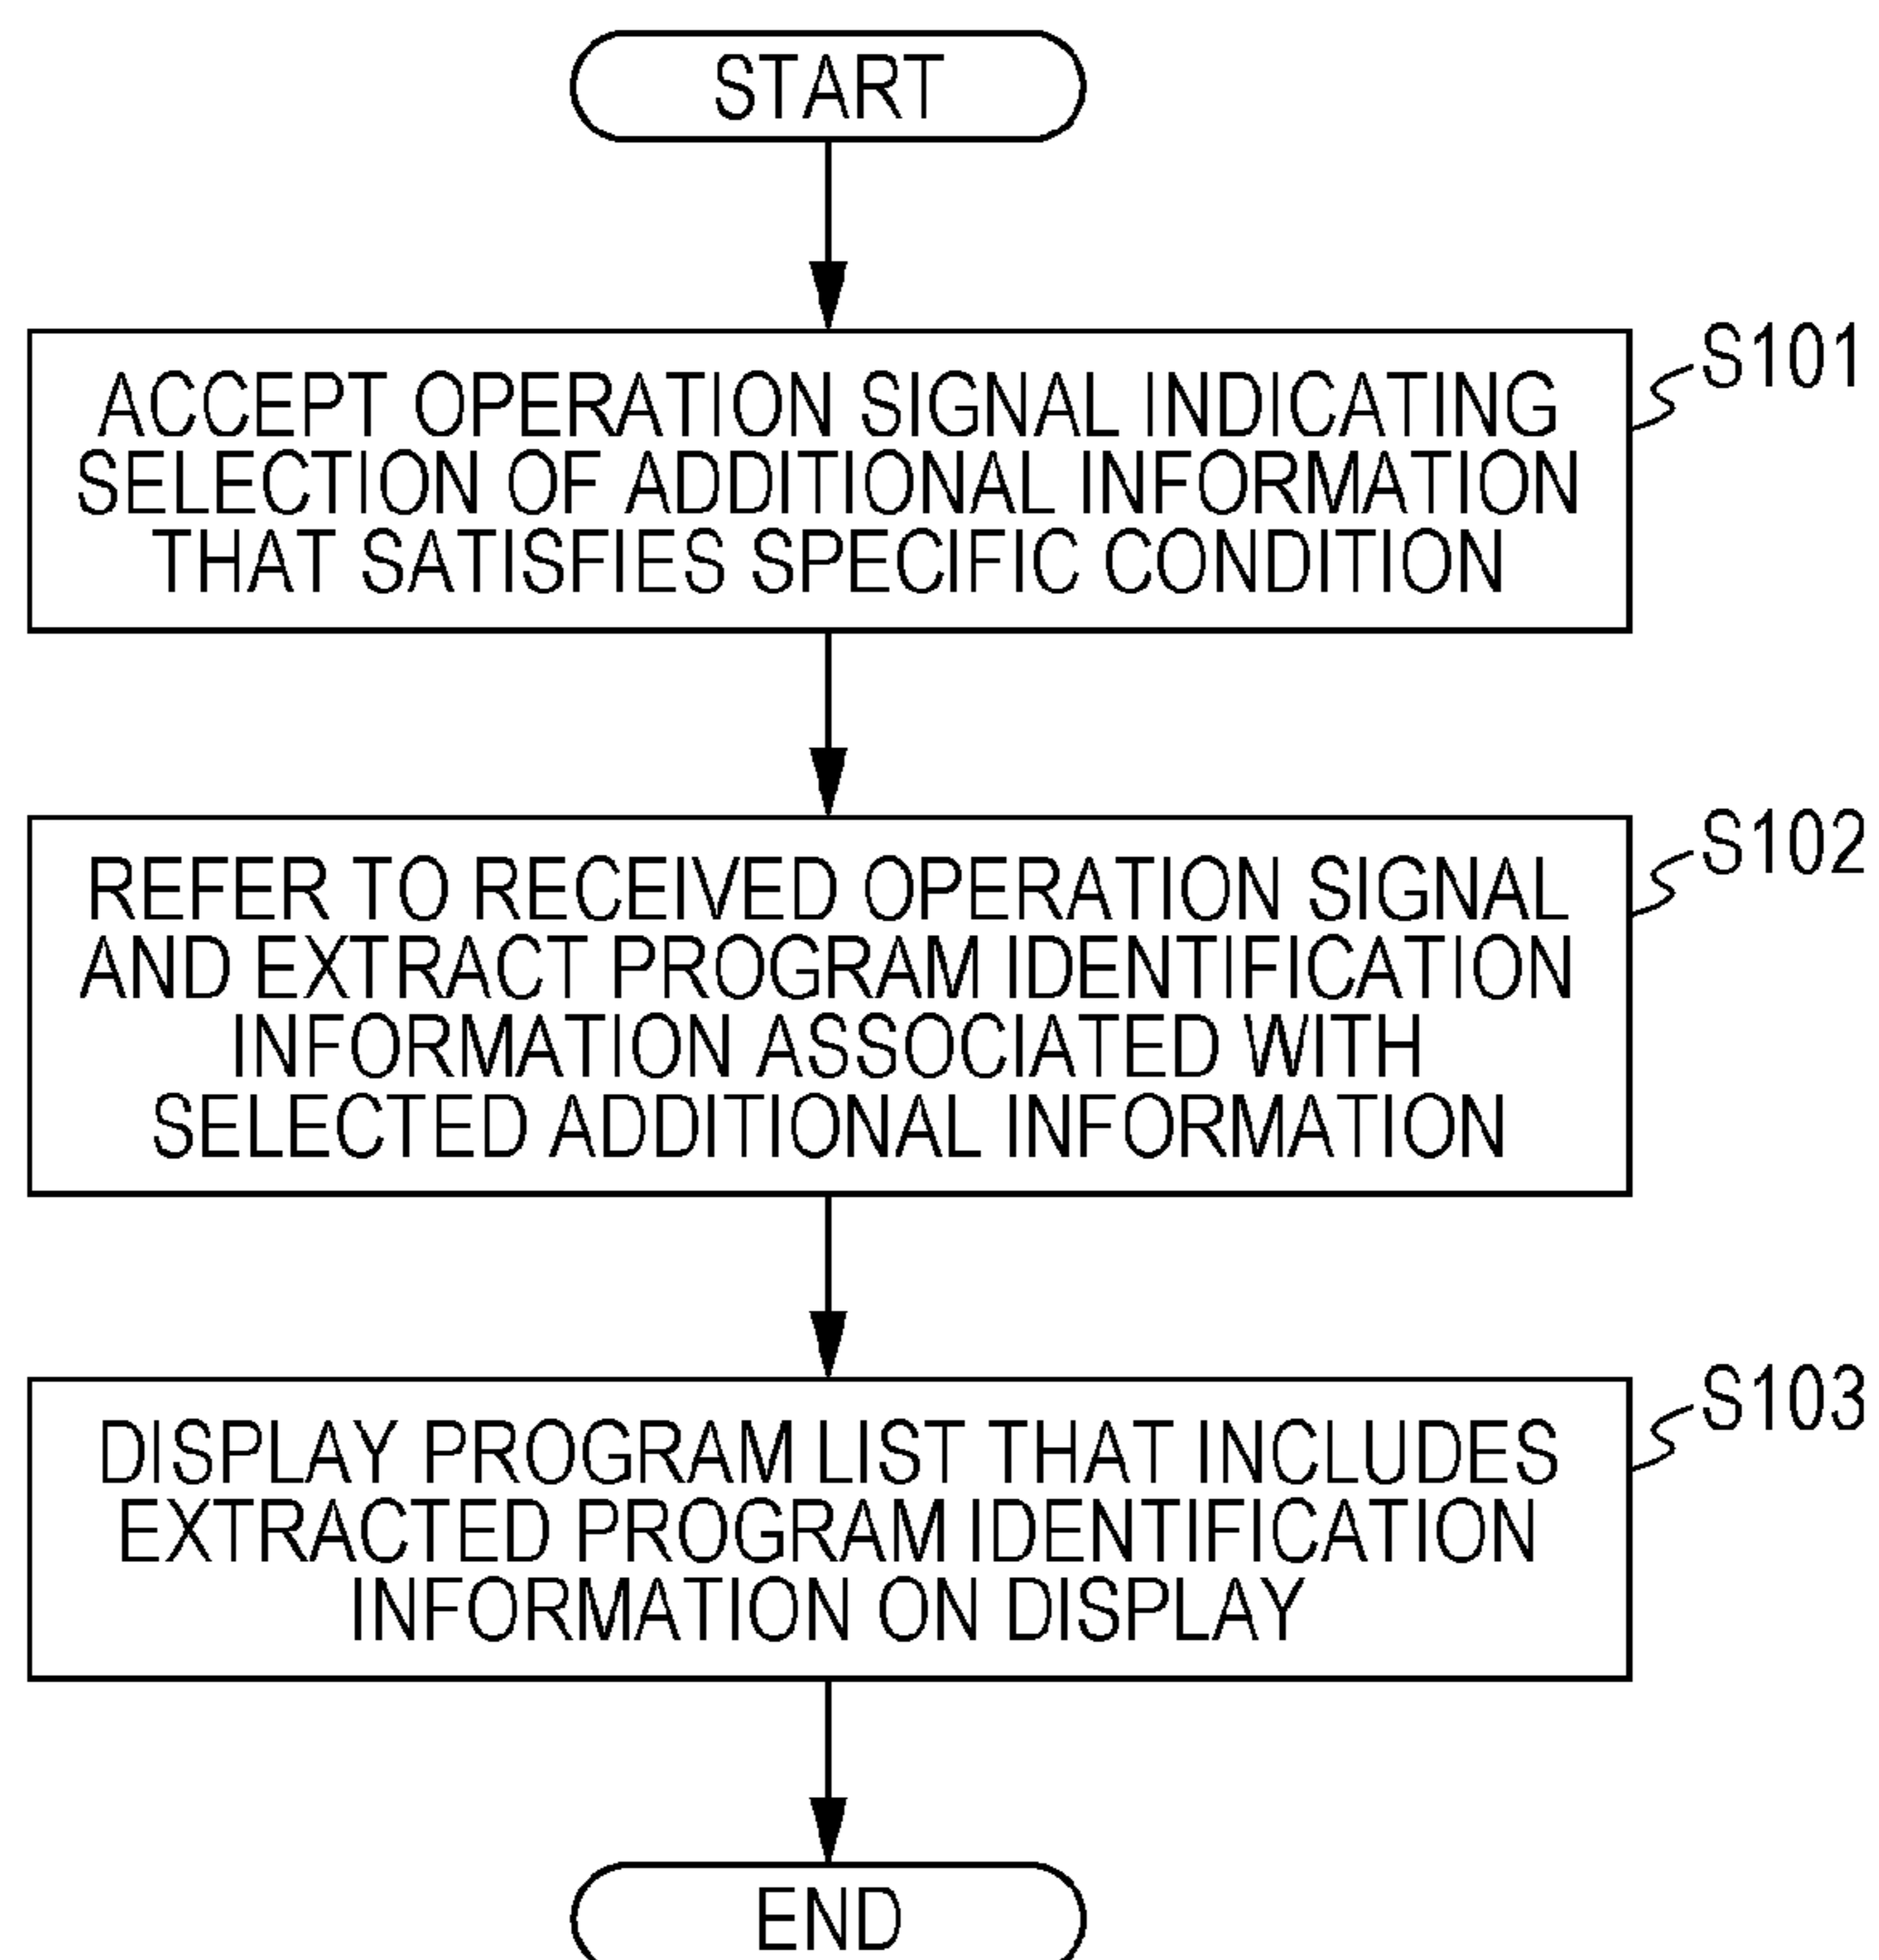 START
ACCEPT OPERATION SIGNAL INDICATING
SELECTION OF ADDITIONAL INFORMATION
THAT SATISFIES SPECIFIC CONDITION
S101
REFER TO RECEIVED OPERATION SIGNAL
AND EXTRACT PROGRAM IDENTIFICATION
INFORMATION ASSOCIATED WITH
SELECTED ADDITIONAL INFORMATION
S102
DISPLAY PROGRAM LIST THAT INCLUDES
EXTRACTED PROGRAM IDENTIFICATION
INFORMATION ON DISPLAY
S103
END